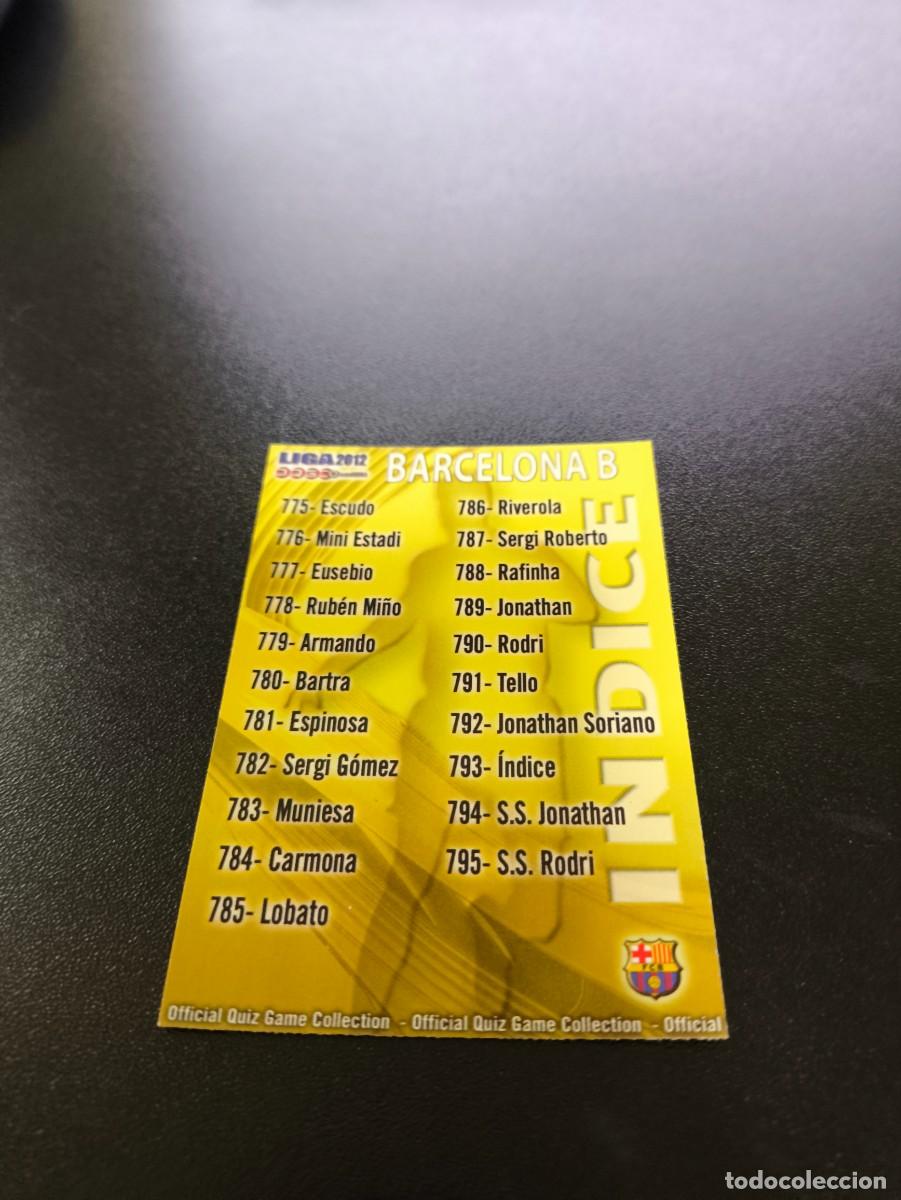 LIGA 2012
BARCELONA B
775- Escudo
776- Mini Estadi
777- Eusebio
778- Rubén Miño
779- Armando
780- Bartra
781- Espinosa
782- Sergi Gómez
783- Muniesa
784- Carmona
785- Lobato
786- Riverola
787- Sergi Roberto
788- Rafinha
789- Jonathan
790- Rodri
791- Tello
792- Jonathan Soriano
793- Índice
794- S.S. Jonathan
795- S.S. Rodri
INDICE
FCB
Official Quiz Game Collection - Official Quiz Game Collection - Official
todocoleccion